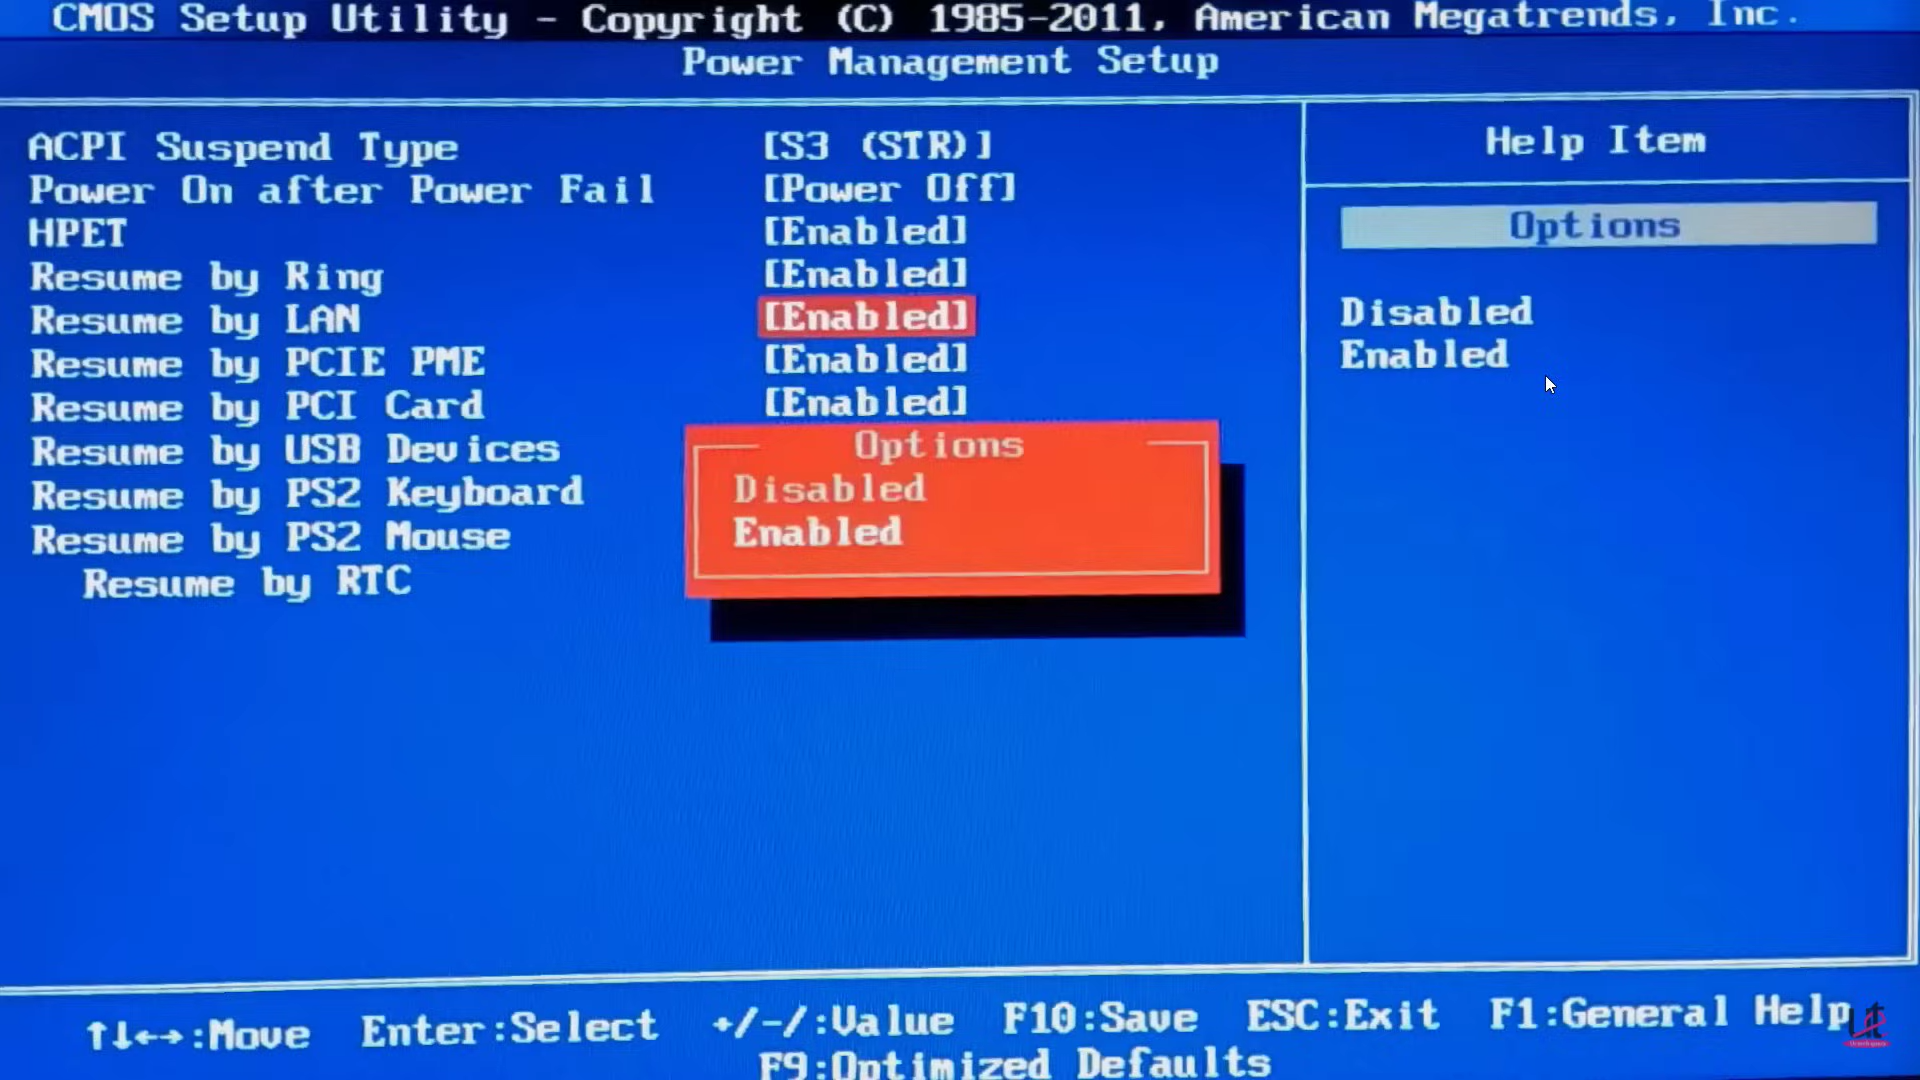 CMOS Setup Utility - Copyright (C) 1985-2011, American Megatrends, Inc.
Power Management Setup
ACPI Suspend Type [S3 (STR)]
Power On after Power Fail [Power Off]
HPET [Enabled]
Resume by Ring [Enabled]
Resume by LAN [Enabled]
Resume by PCIE PME [Enabled]
Resume by PCI Card [Enabled]
Resume by USB Devices
Resume by PS2 Keyboard
Resume by PS2 Mouse
Resume by RTC
Options
Disabled
Enabled
Help Item
Options
Disabled
Enabled
↑↓←→:Move Enter:Select +/-/:Value F10:Save ESC:Exit F1:General Help
F9:Optimized Defaults